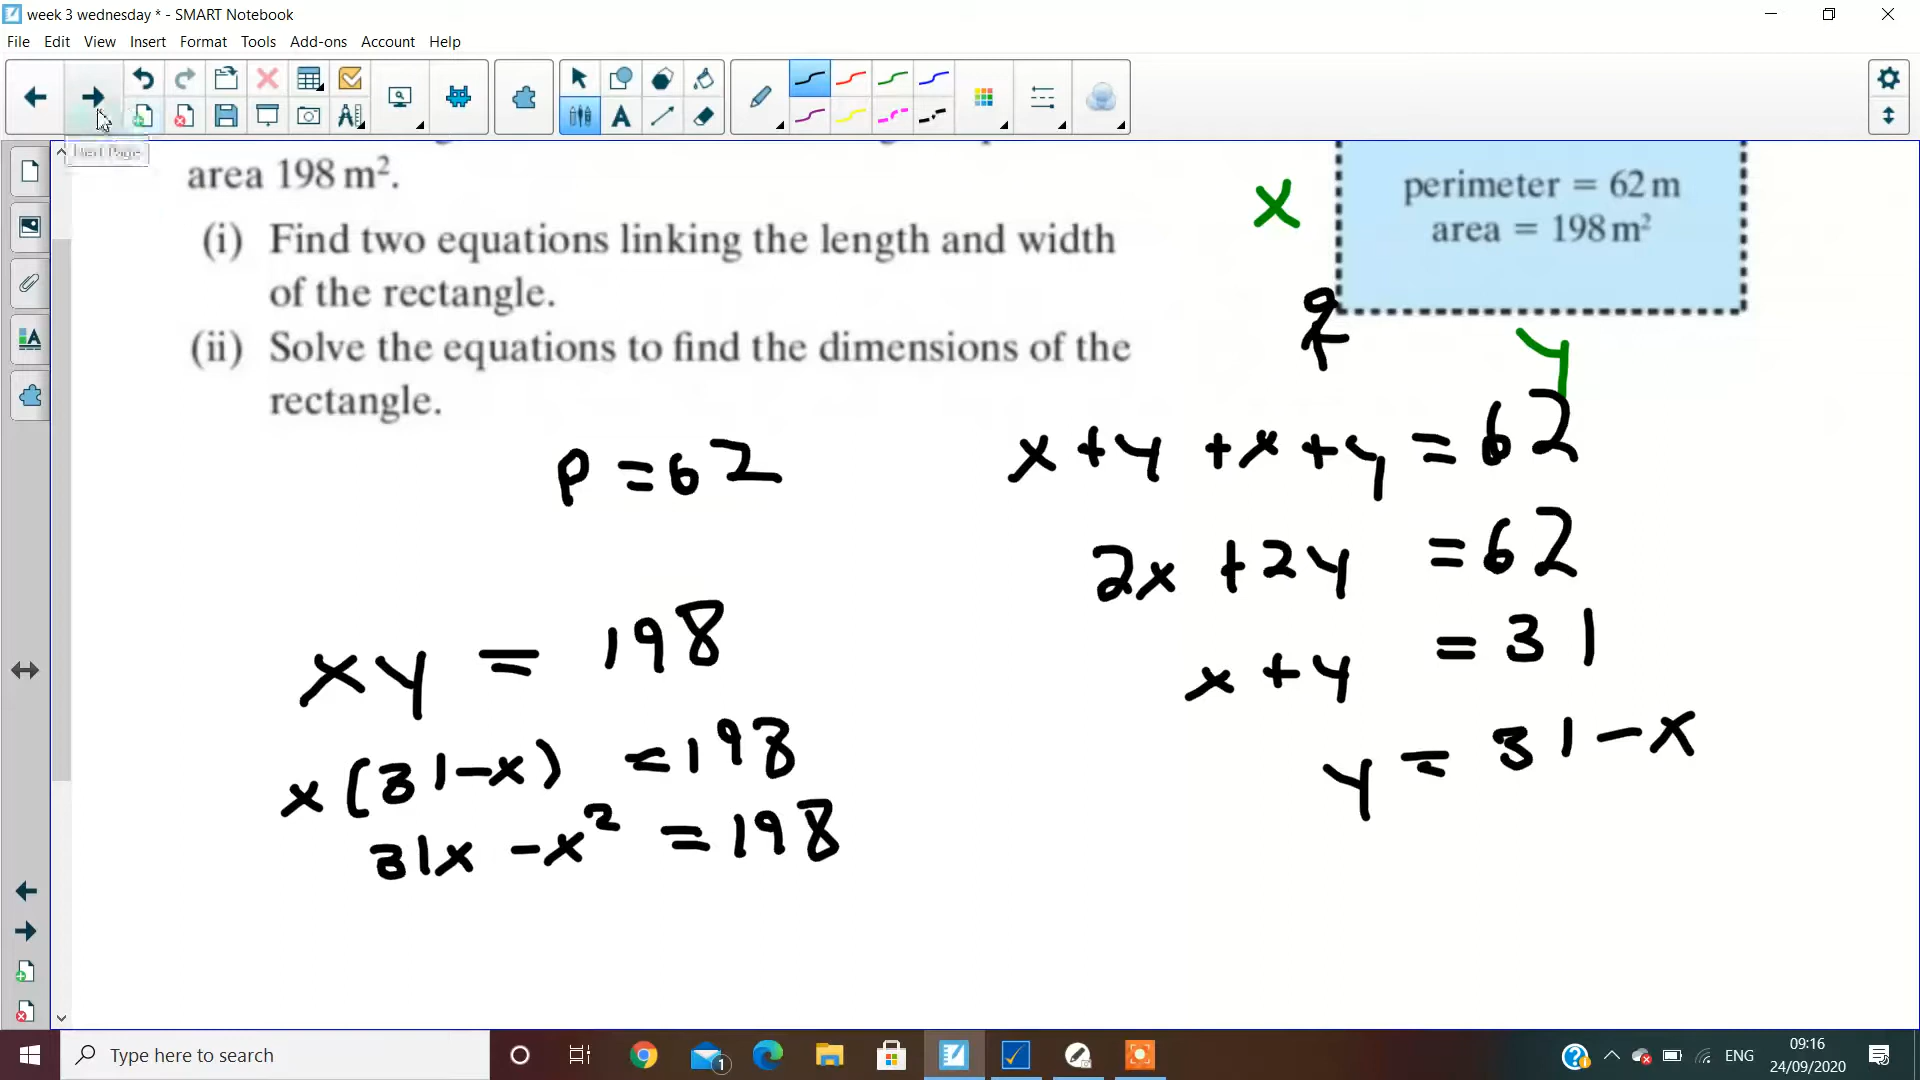 week 3 wednesday * - SMART Notebook
File Edit View Insert Format Tools Add-ons Account Help
Next Page
area 198 m².
(i) Find two equations linking the length and width
of the rectangle.
(ii) Solve the equations to find the dimensions of the
rectangle.
perimeter = 62 m
area = 198 m²
x
y
P = 62
x + y + x + y = 62
2x + 2y = 62
x + y = 31
y = 31 - x
xy = 198
x(31-x) = 198
31x - x² = 198
Type here to search
1
ENG
09:16
24/09/2020